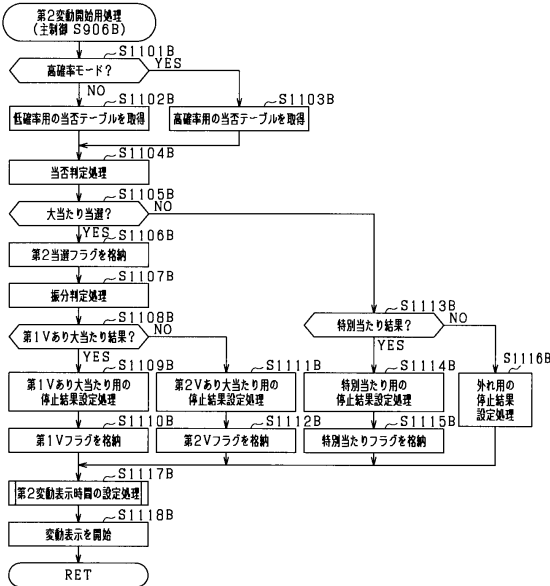 第2変動開始用処理
(主制御 S906B)
S1101B
高確率モード?
YES
NO
S1102B
低確率用の当否テーブルを取得
S1103B
高確率用の当否テーブルを取得
S1104B
当否判定処理
S1105B
大当たり当選?
NO
YES
S1106B
第2当選フラグを格納
S1107B
振分判定処理
S1108B
第1Vあり大当たり結果?
NO
YES
S1113B
特別当たり結果?
NO
YES
S1109B
第1Vあり大当たり用の
停止結果設定処理
S1111B
第2Vあり大当たり用の
停止結果設定処理
S1114B
特別当たり用の
停止結果設定処理
S1116B
外れ用の
停止結果
設定処理
S1110B
第1Vフラグを格納
S1112B
第2Vフラグを格納
S1115B
特別当たりフラグを格納
S1117B
第2変動表示時間の設定処理
S1118B
変動表示を開始
RET